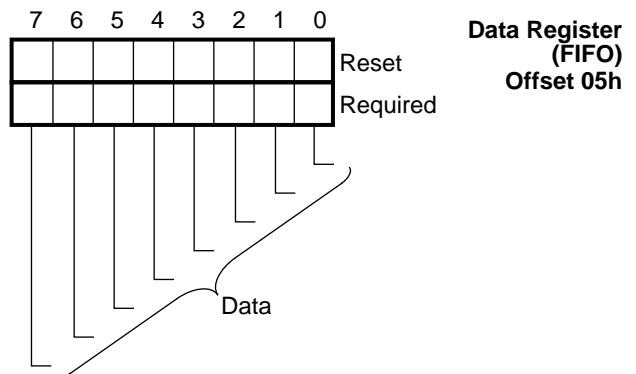 7 6 5 4 3 2 1 0
Data Register
(FIFO)
Offset 05h
Reset
Required
Data